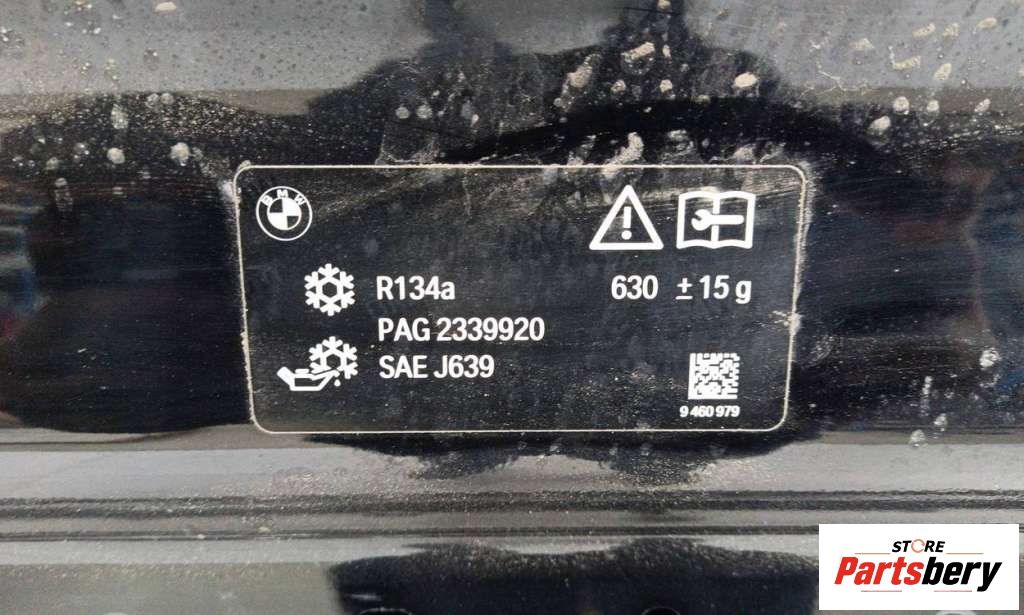 BMW
R134a 630 ± 15 g
PAG 2339920
SAE J639
9 460 979
STORE
Partsbery